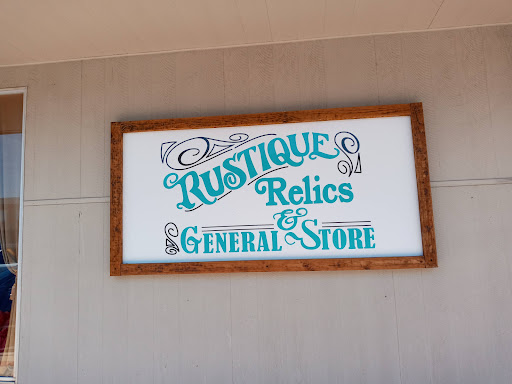 RUSTIQUE
Relics
&
GENERAL STORE